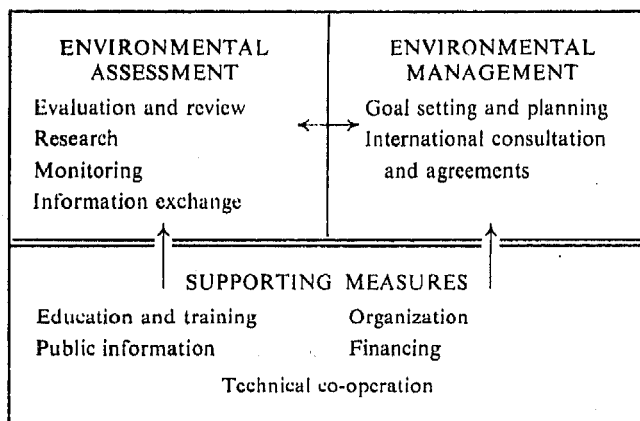 ENVIRONMENTAL
ASSESSMENT
Evaluation and review
Research
Monitoring
Information exchange
ENVIRONMENTAL
MANAGEMENT
Goal setting and planning
International consultation
and agreements
SUPPORTING MEASURES
Education and training
Organization
Public information
Financing
Technical co-operation